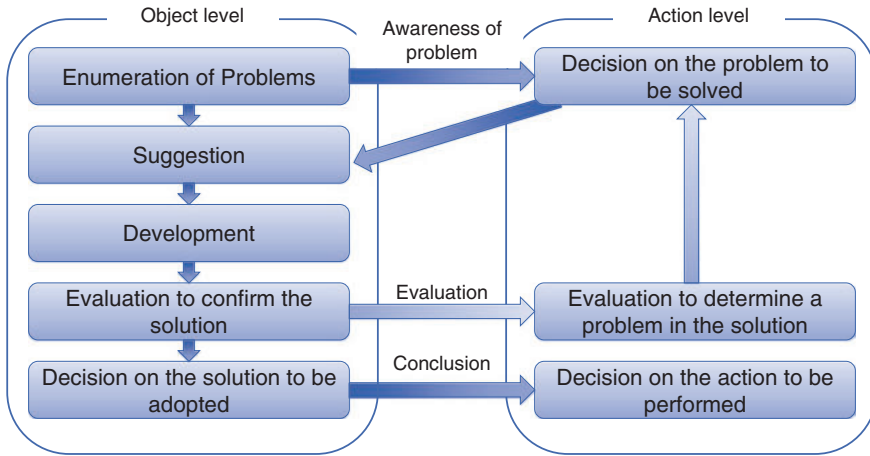 Object level
Action level
Awareness of
problem
Enumeration of Problems
Decision on the problem to
be solved
Suggestion
Development
Evaluation to confirm the
solution
Evaluation
Evaluation to determine a
problem in the solution
Decision on the solution to be
adopted
Conclusion
Decision on the action to be
performed